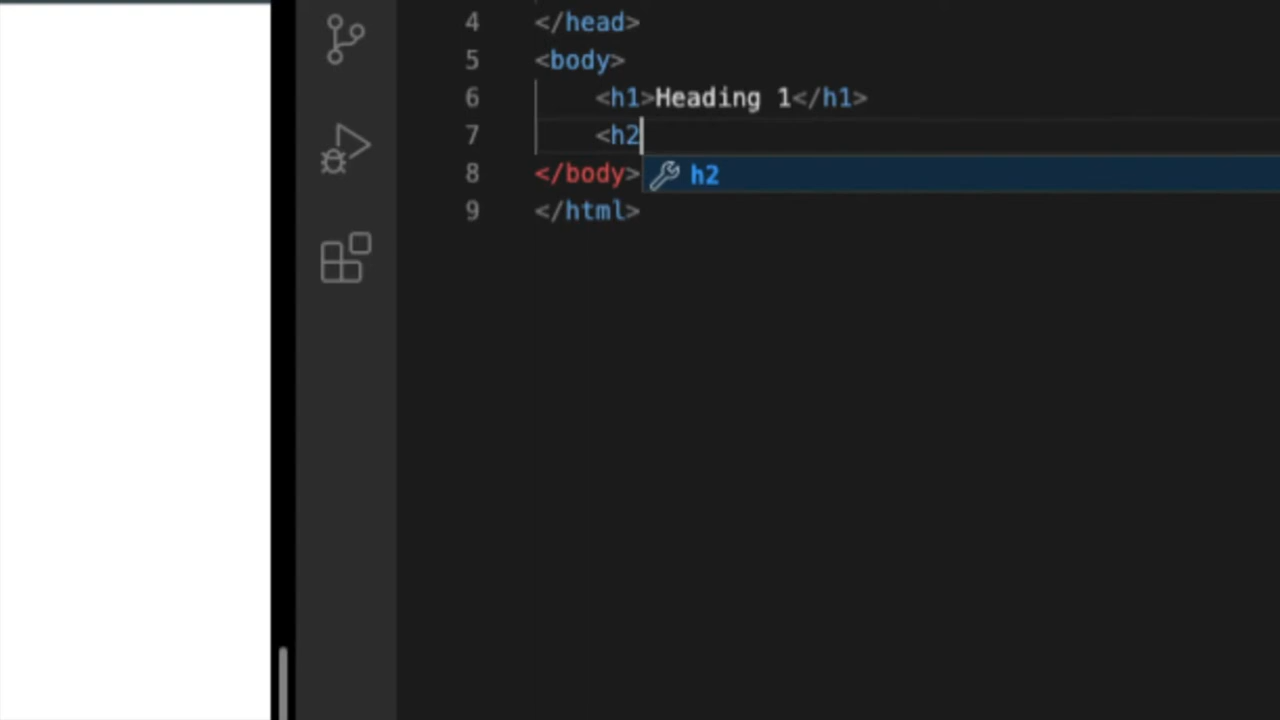 4 </head>
5 <body>
6 <h1>Heading 1</h1>
7 <h2
8 </body>
h2
9 </html>